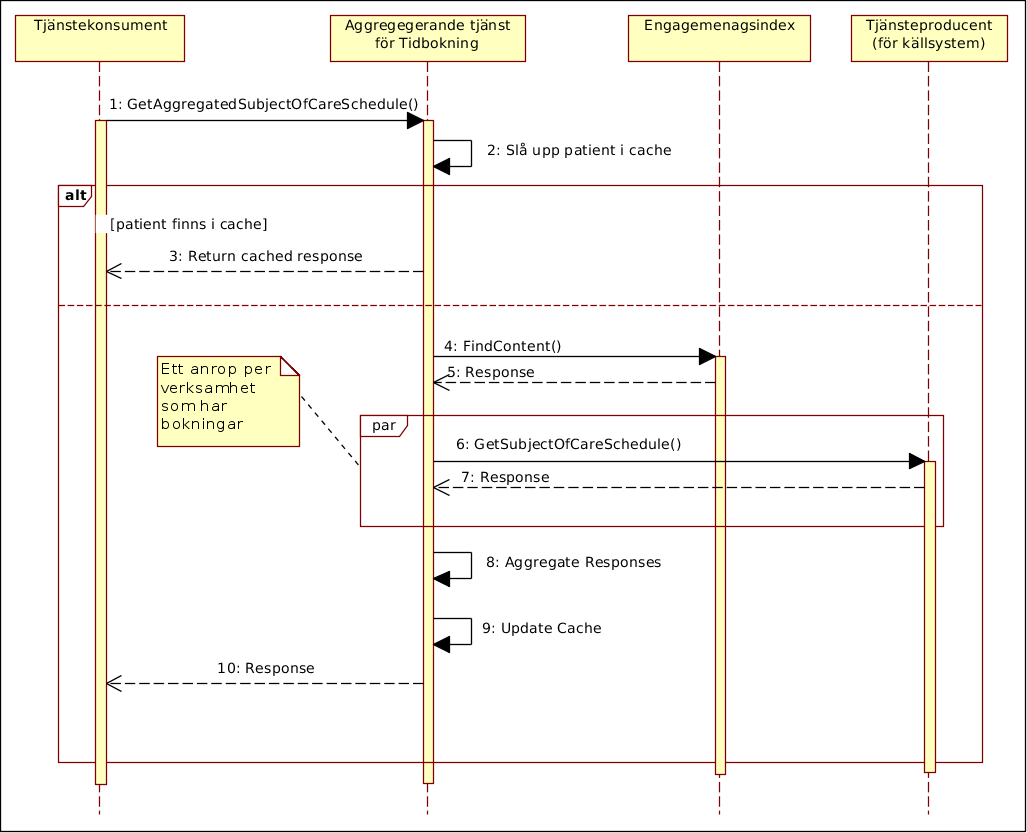 Tjänstekonsument
Aggregegerande tjänst
för Tidbokning
Engagemenagsindex
Tjänsteproducent
(för källsystem)
1: GetAggregatedSubjectOfCareSchedule()
2: Slå upp patient i cache
alt
[patient finns i cache]
3: Return cached response
4: FindContent()
5: Response
Ett anrop per
verksamhet
som har
bokningar
par
6: GetSubjectOfCareSchedule()
7: Response
8: Aggregate Responses
9: Update Cache
10: Response